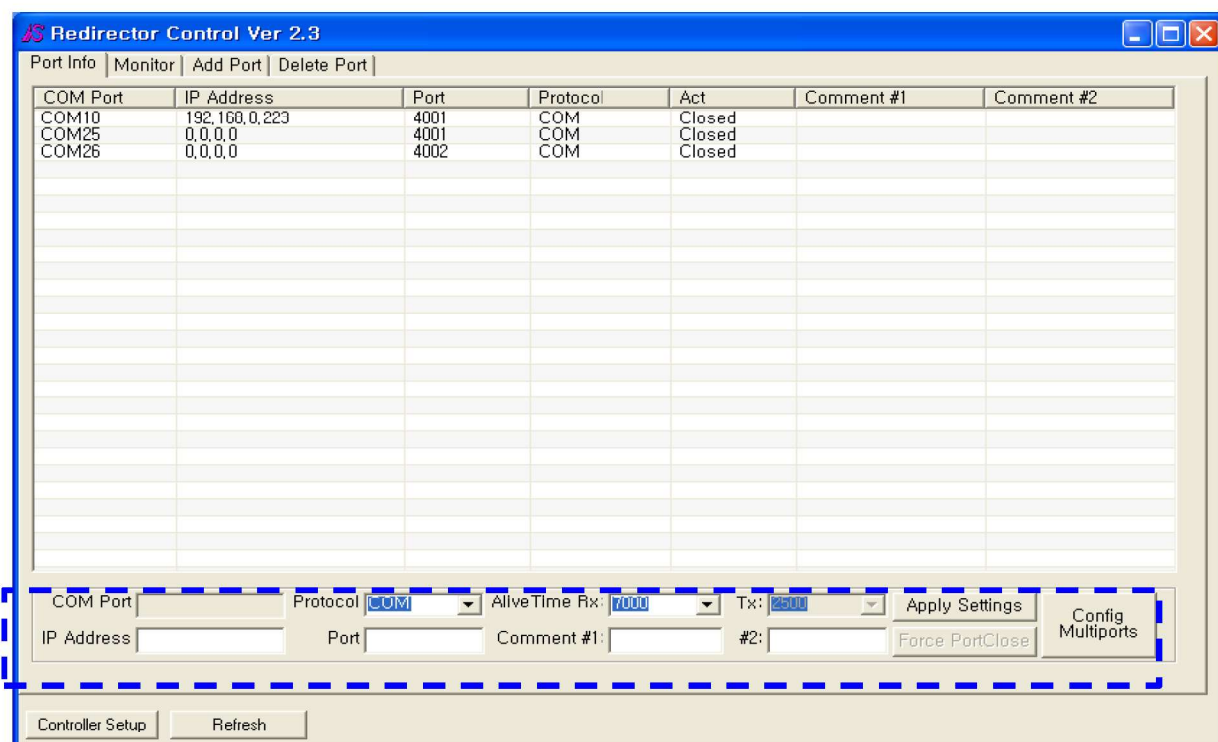 Redirector Control Ver 2.3
Port Info Monitor Add Port Delete Port
COM Port IP Address Port Protocol Act Comment #1 Comment #2
COM10 192,168,0,223 4001 COM Closed
COM25 0,0,0,0 4001 COM Closed
COM26 0,0,0,0 4002 COM Closed
COM Port Protocol COM AliveTime Rx: 7000 Tx: 2500 Apply Settings Config Multiports
IP Address Port Comment #1: #2: Force PortClose
Controller Setup Refresh